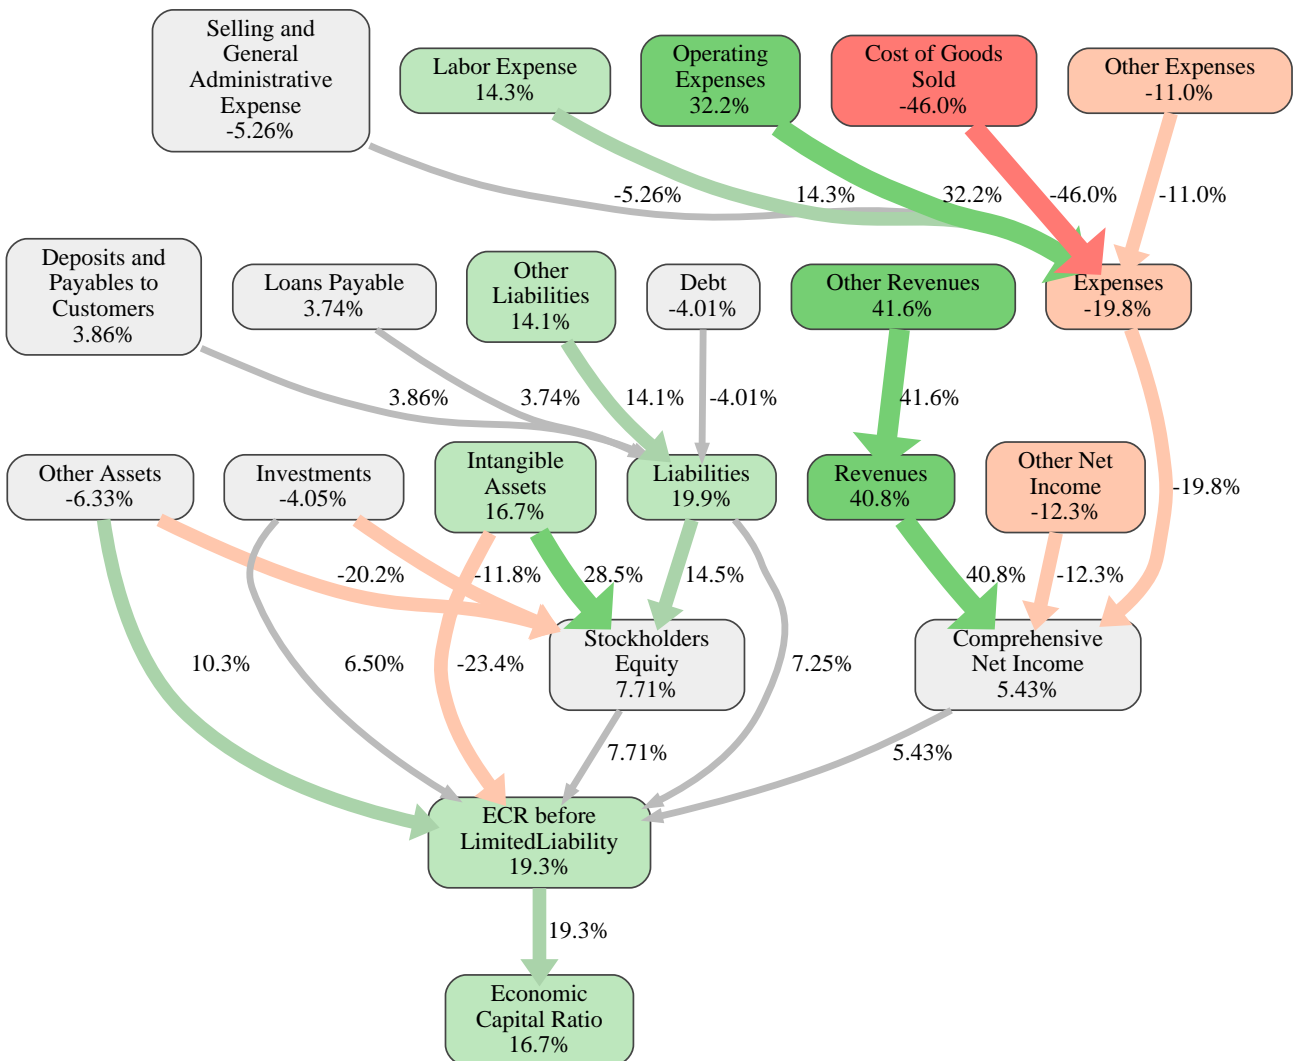 Selling and
General
Administrative
Expense
-5.26%
Labor Expense
14.3%
Operating
Expenses
32.2%
Cost of Goods
Sold
-46.0%
Other Expenses
-11.0%
-5.26%
14.3%
32.2%
-46.0%
-11.0%
Deposits and
Payables to
Customers
3.86%
Loans Payable
3.74%
Other
Liabilities
14.1%
Debt
-4.01%
Other Revenues
41.6%
Expenses
-19.8%
3.86%
3.74%
14.1%
-4.01%
41.6%
Other Assets
-6.33%
Investments
-4.05%
Intangible
Assets
16.7%
Liabilities
19.9%
Revenues
40.8%
Other Net
Income
-12.3%
-19.8%
-20.2%
-11.8%
28.5%
14.5%
40.8%
-12.3%
10.3%
6.50%
-23.4%
Stockholders
Equity
7.71%
7.25%
Comprehensive
Net Income
5.43%
7.71%
5.43%
ECR before
LimitedLiability
19.3%
19.3%
Economic
Capital Ratio
16.7%